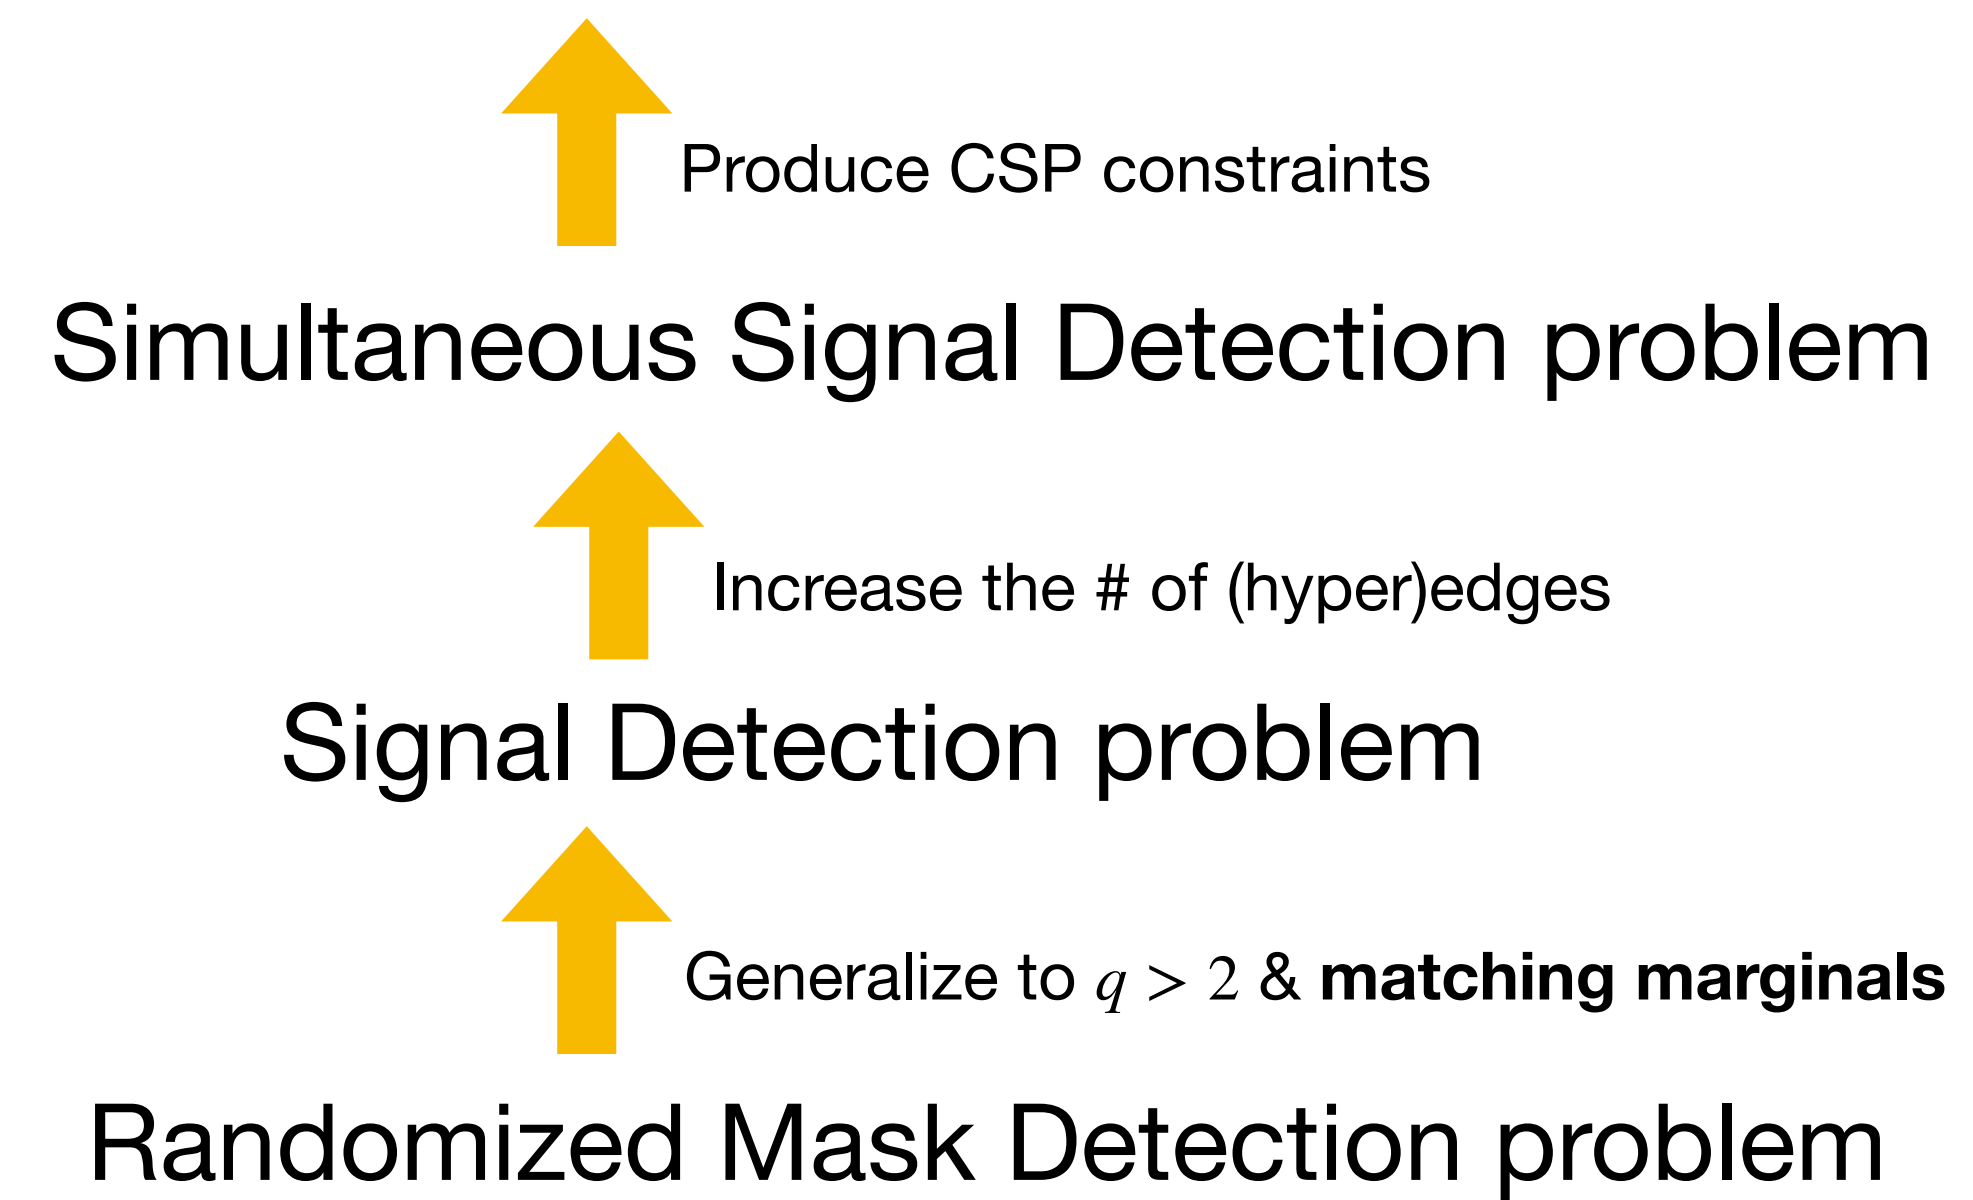 Produce CSP constraints
Simultaneous Signal Detection problem
Increase the # of (hyper)edges
Signal Detection problem
Generalize to q > 2 & matching marginals
Randomized Mask Detection problem